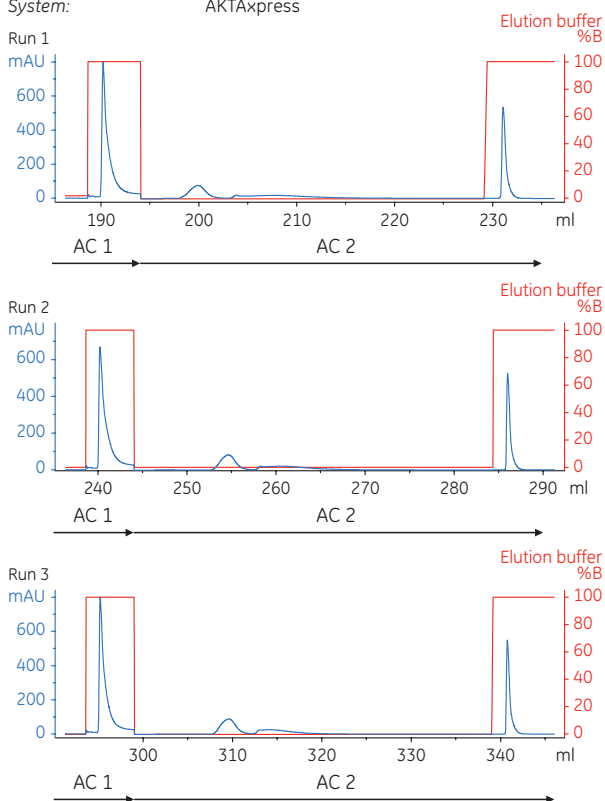 System: AKTAxpress
Elution buffer
%B
Run 1
mAU
600
400
200
0
100
80
60
40
20
0
190 200 210 220 230 ml
AC 1 AC 2
Elution buffer
%B
Run 2
mAU
600
400
200
0
100
80
60
40
20
0
240 250 260 270 280 290 ml
AC 1 AC 2
Elution buffer
%B
Run 3
mAU
600
400
200
0
100
80
60
40
20
0
300 310 320 330 340 ml
AC 1 AC 2